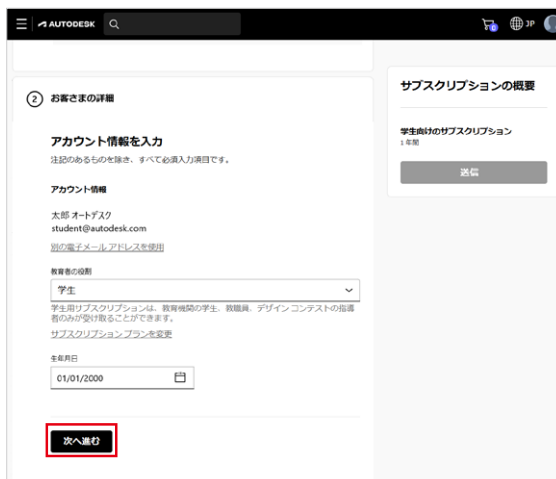 AUTODESK
0
JP
2 お客さまの詳細
アカウント情報を入力
注記のあるものを除き、すべて必須入力項目です。
アカウント情報
太郎 オートデスク
student@autodesk.com
別の電子メール アドレスを使用
教育者の役割
学生
学生用サブスクリプションは、教育機関の学生、教職員、デザイン コンテストの指導
者のみが受け取ることができます。
サブスクリプション プランを変更
生年月日
01/01/2000
次へ進む
サブスクリプションの概要
学生向けのサブスクリプション
1 年間
送信